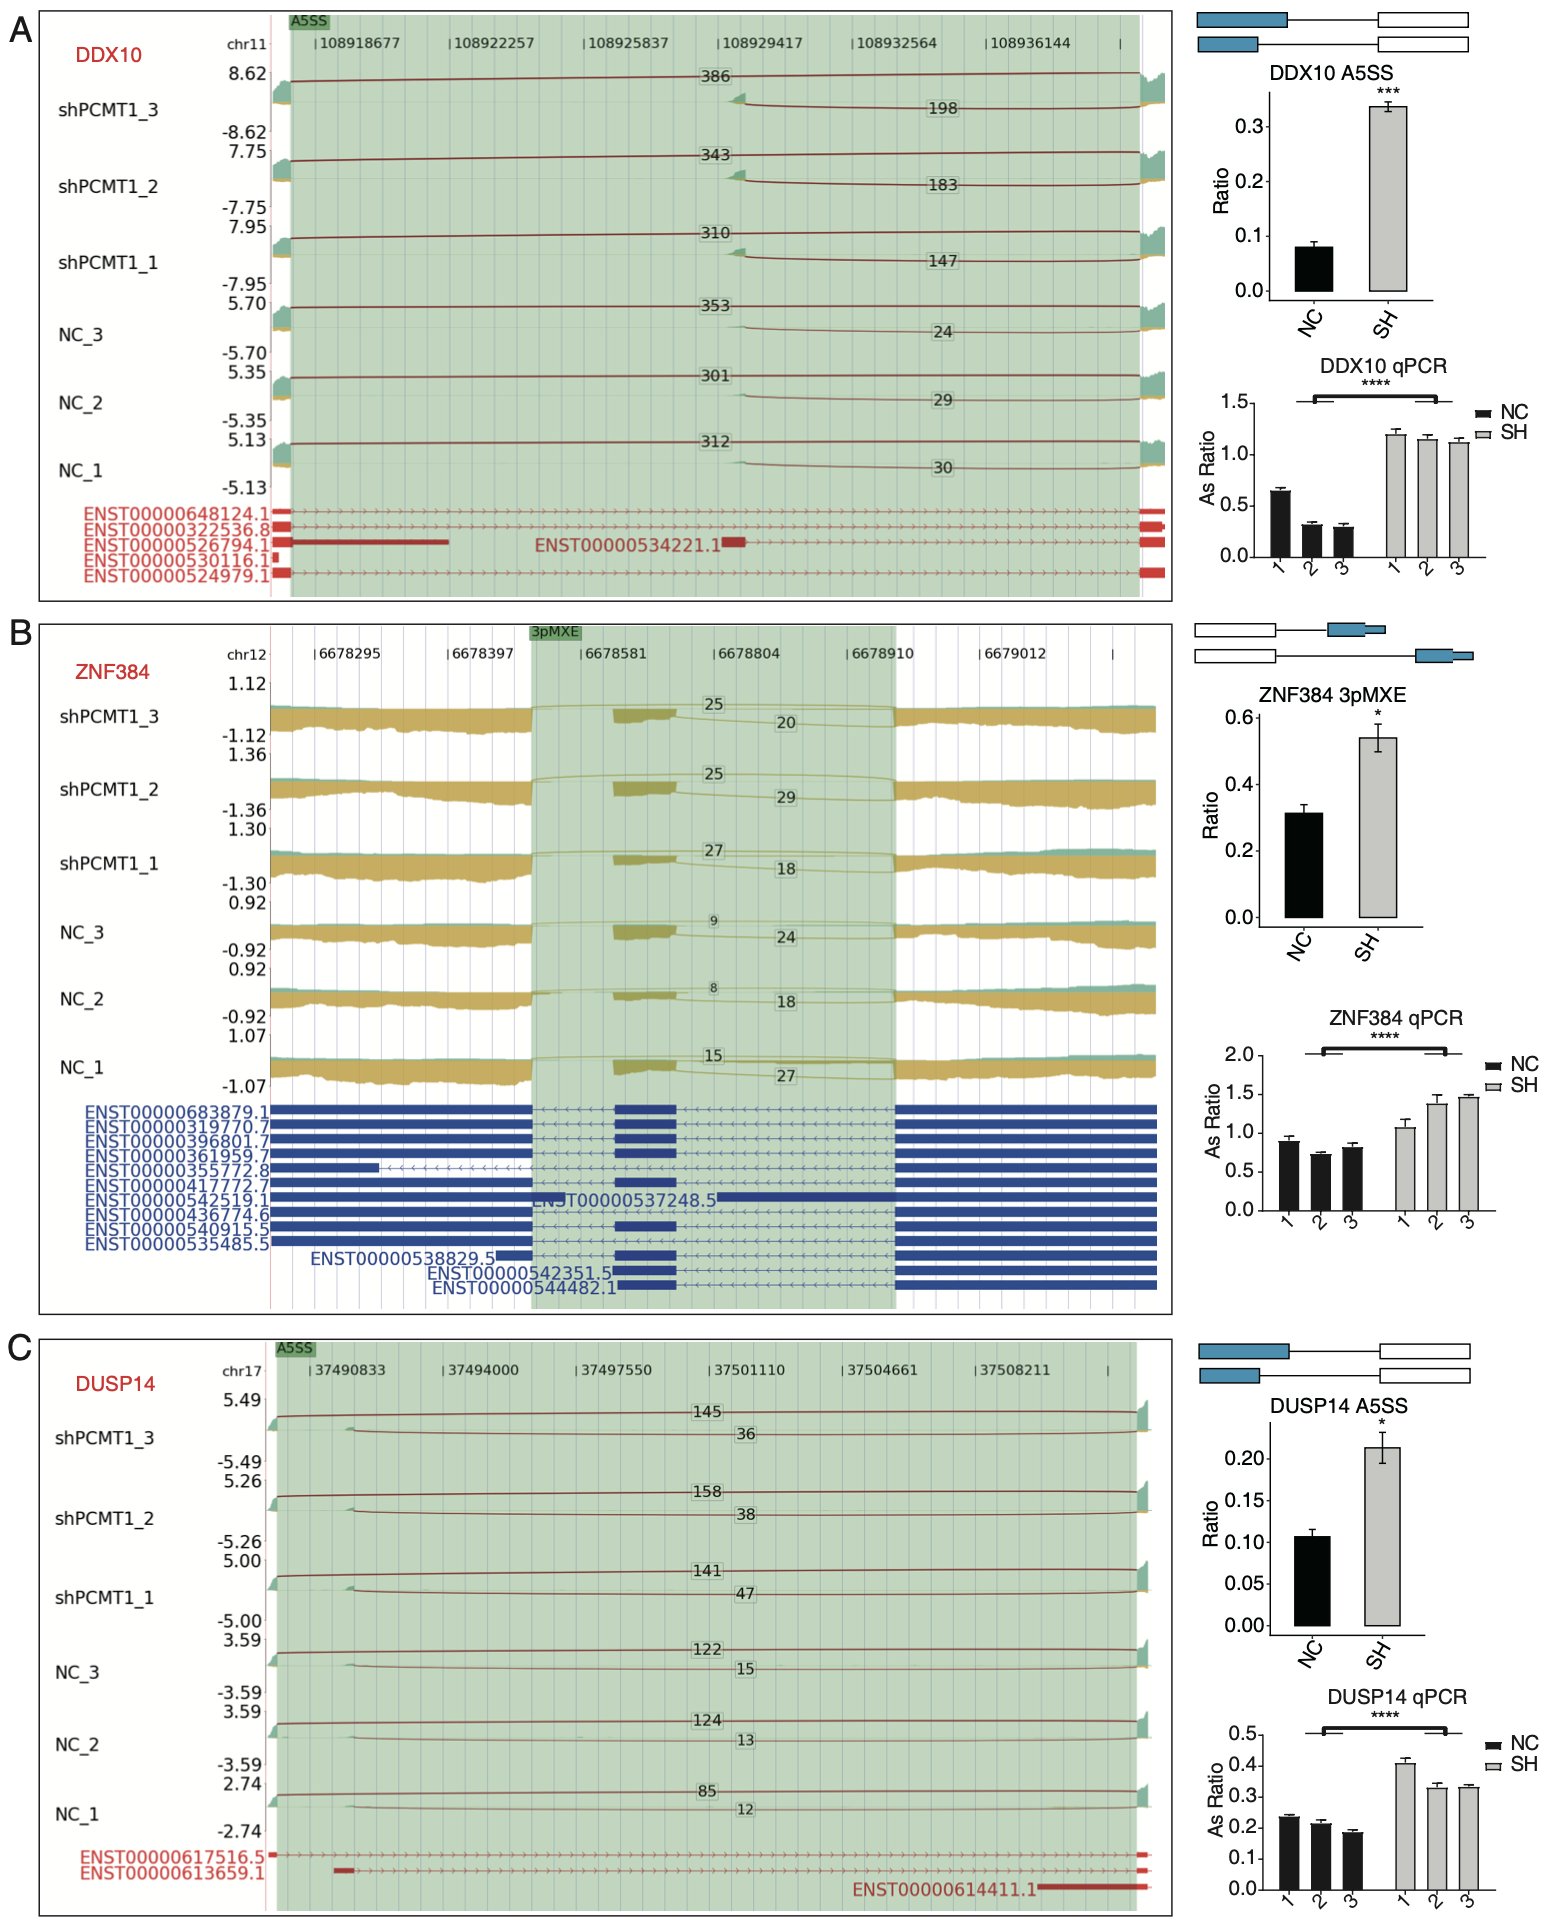 A
DDX10
A5SS
chr11
108918677
108922257
108925837
108929417
108932564
108936144
8.62
shPCMT1_3
-8.62
386
198
7.75
shPCMT1_2
-7.75
343
183
7.95
shPCMT1_1
-7.95
310
147
5.70
NC_3
-5.70
353
24
5.35
NC_2
-5.35
301
29
5.13
NC_1
-5.13
312
30
ENST00000648124.1
ENST00000322536.8
ENST00000526794.1
ENST00000534221.1
ENST00000530116.1
ENST00000524979.1
DDX10 A5SS
***
Ratio
0.3
0.2
0.1
0.0
NC
SH
DDX10 qPCR
****
As Ratio
1.5
1.0
0.5
0.0
1
2
3
1
2
3
NC
SH
B
ZNF384
3pMXE
chr12
6678295
6678397
6678581
6678804
6678910
6679012
1.12
shPCMT1_3
-1.12
25
20
1.36
shPCMT1_2
-1.36
25
29
1.30
shPCMT1_1
-1.30
27
18
0.92
NC_3
-0.92
9
24
0.92
NC_2
-0.92
8
18
1.07
NC_1
-1.07
15
27
ENST00000683879.1
ENST00000319770.7
ENST00000396801.7
ENST00000361959.7
ENST00000355772.8
ENST00000417772.7
ENST00000542519.1
ENST00000537248.5
ENST00000436774.6
ENST00000540915.5
ENST00000535485.5
ENST00000538829.5
ENST00000542351.5
ENST00000544482.1
ZNF384 3pMXE
*
Ratio
0.6
0.4
0.2
0.0
NC
SH
ZNF384 qPCR
****
As Ratio
2.0
1.5
1.0
0.5
0.0
1
2
3
1
2
3
NC
SH
C
DUSP14
A5SS
chr17
37490833
37494000
37497550
37501110
37504661
37508211
5.49
shPCMT1_3
-5.49
145
36
5.26
shPCMT1_2
-5.26
158
38
5.00
shPCMT1_1
-5.00
141
47
3.59
NC_3
-3.59
122
15
3.59
NC_2
-3.59
124
13
2.74
NC_1
-2.74
85
12
ENST00000617516.5
ENST00000613659.1
ENST00000614411.1
DUSP14 A5SS
*
Ratio
0.20
0.15
0.10
0.05
0.00
NC
SH
DUSP14 qPCR
****
As Ratio
0.5
0.4
0.3
0.2
0.1
0.0
1
2
3
1
2
3
NC
SH